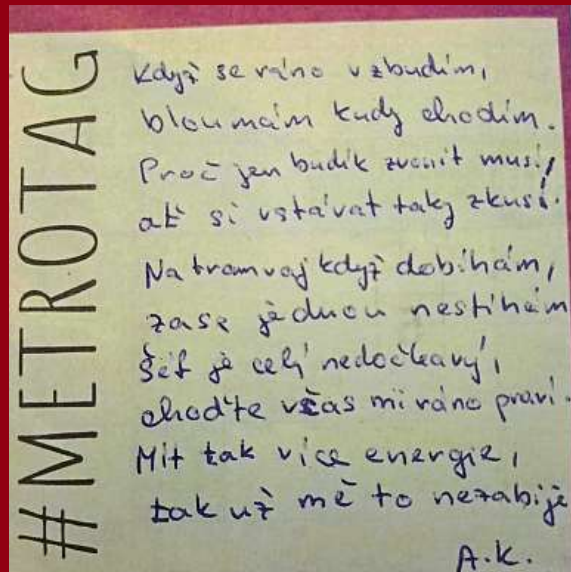 #METROTAG
Když se ráno vzbudím,
bloumám kudy chodím.
Proč jen budík zvonit musí,
ať si vstávat taky zkusí.
Na tramvaj když dobíhám,
zase jednou nestíhám
Šéf je celý nedočkavý,
choďte včas mi ráno praví.
Mít tak více energie,
tak už mě to nezabije
A.K.